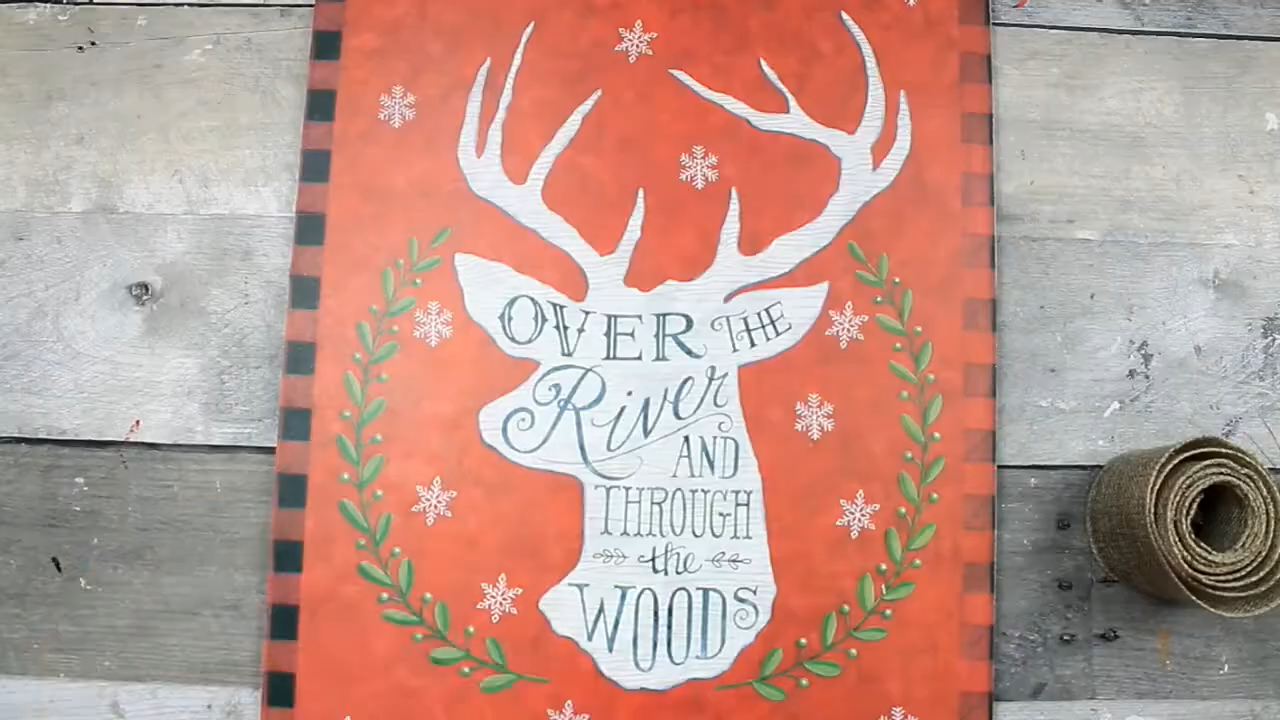 OVER THE
River
AND
THROUGH
the
WOODS